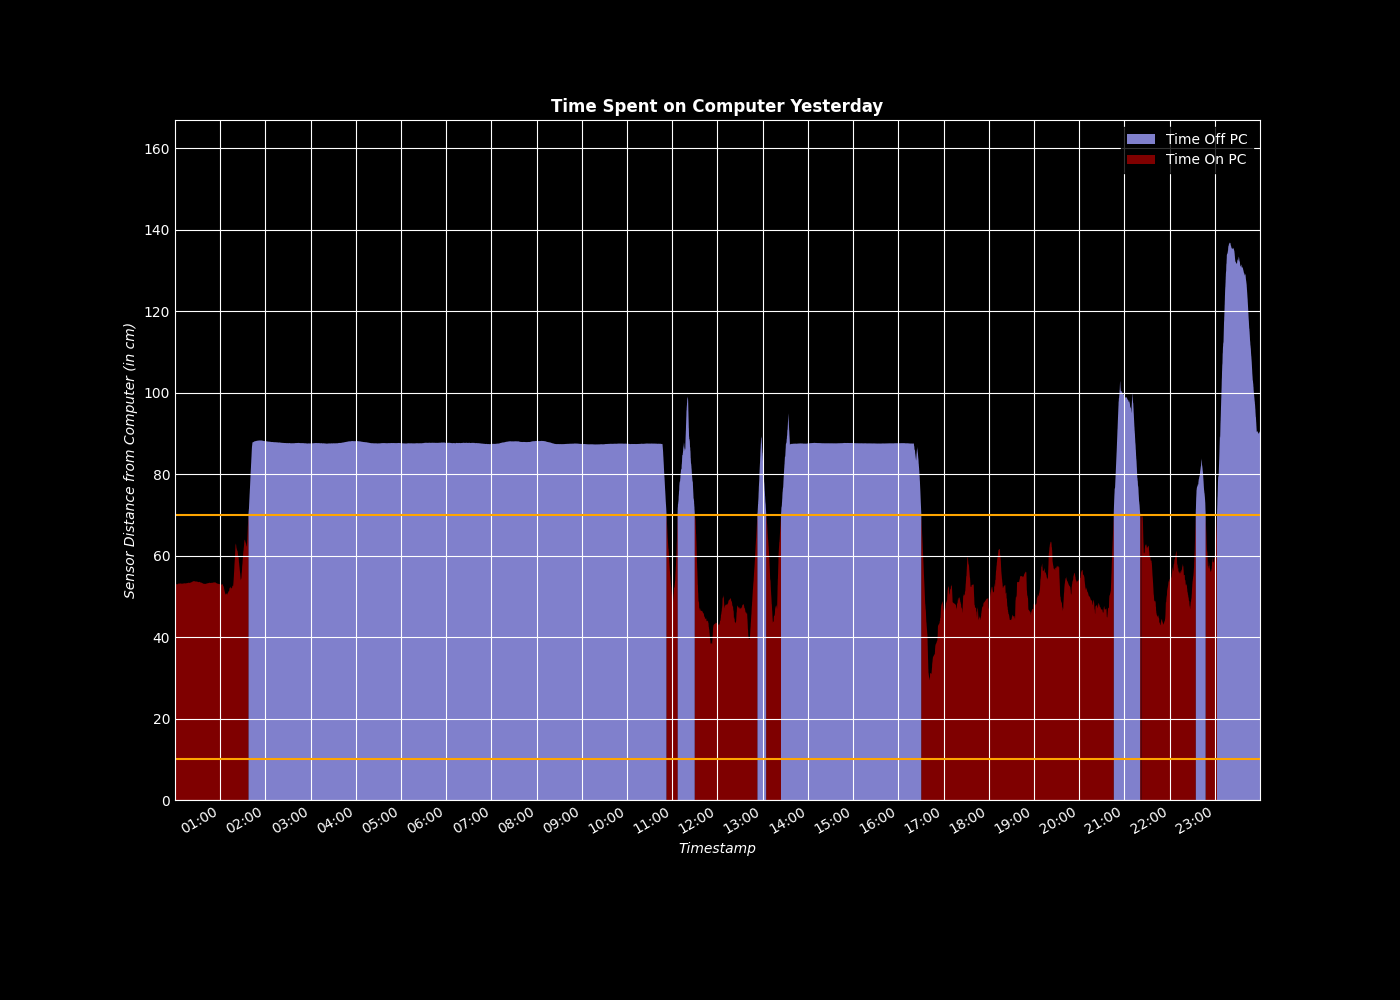 Time Spent on Computer Yesterday
Time Off PC
Time On PC
160
140
120
100
80
60
40
20
0
Sensor Distance from Computer (in cm)
01:00 02:00 03:00 04:00 05:00 06:00 07:00 08:00 09:00 10:00 11:00 12:00 13:00 14:00 15:00 16:00 17:00 18:00 19:00 20:00 21:00 22:00 23:00
Timestamp